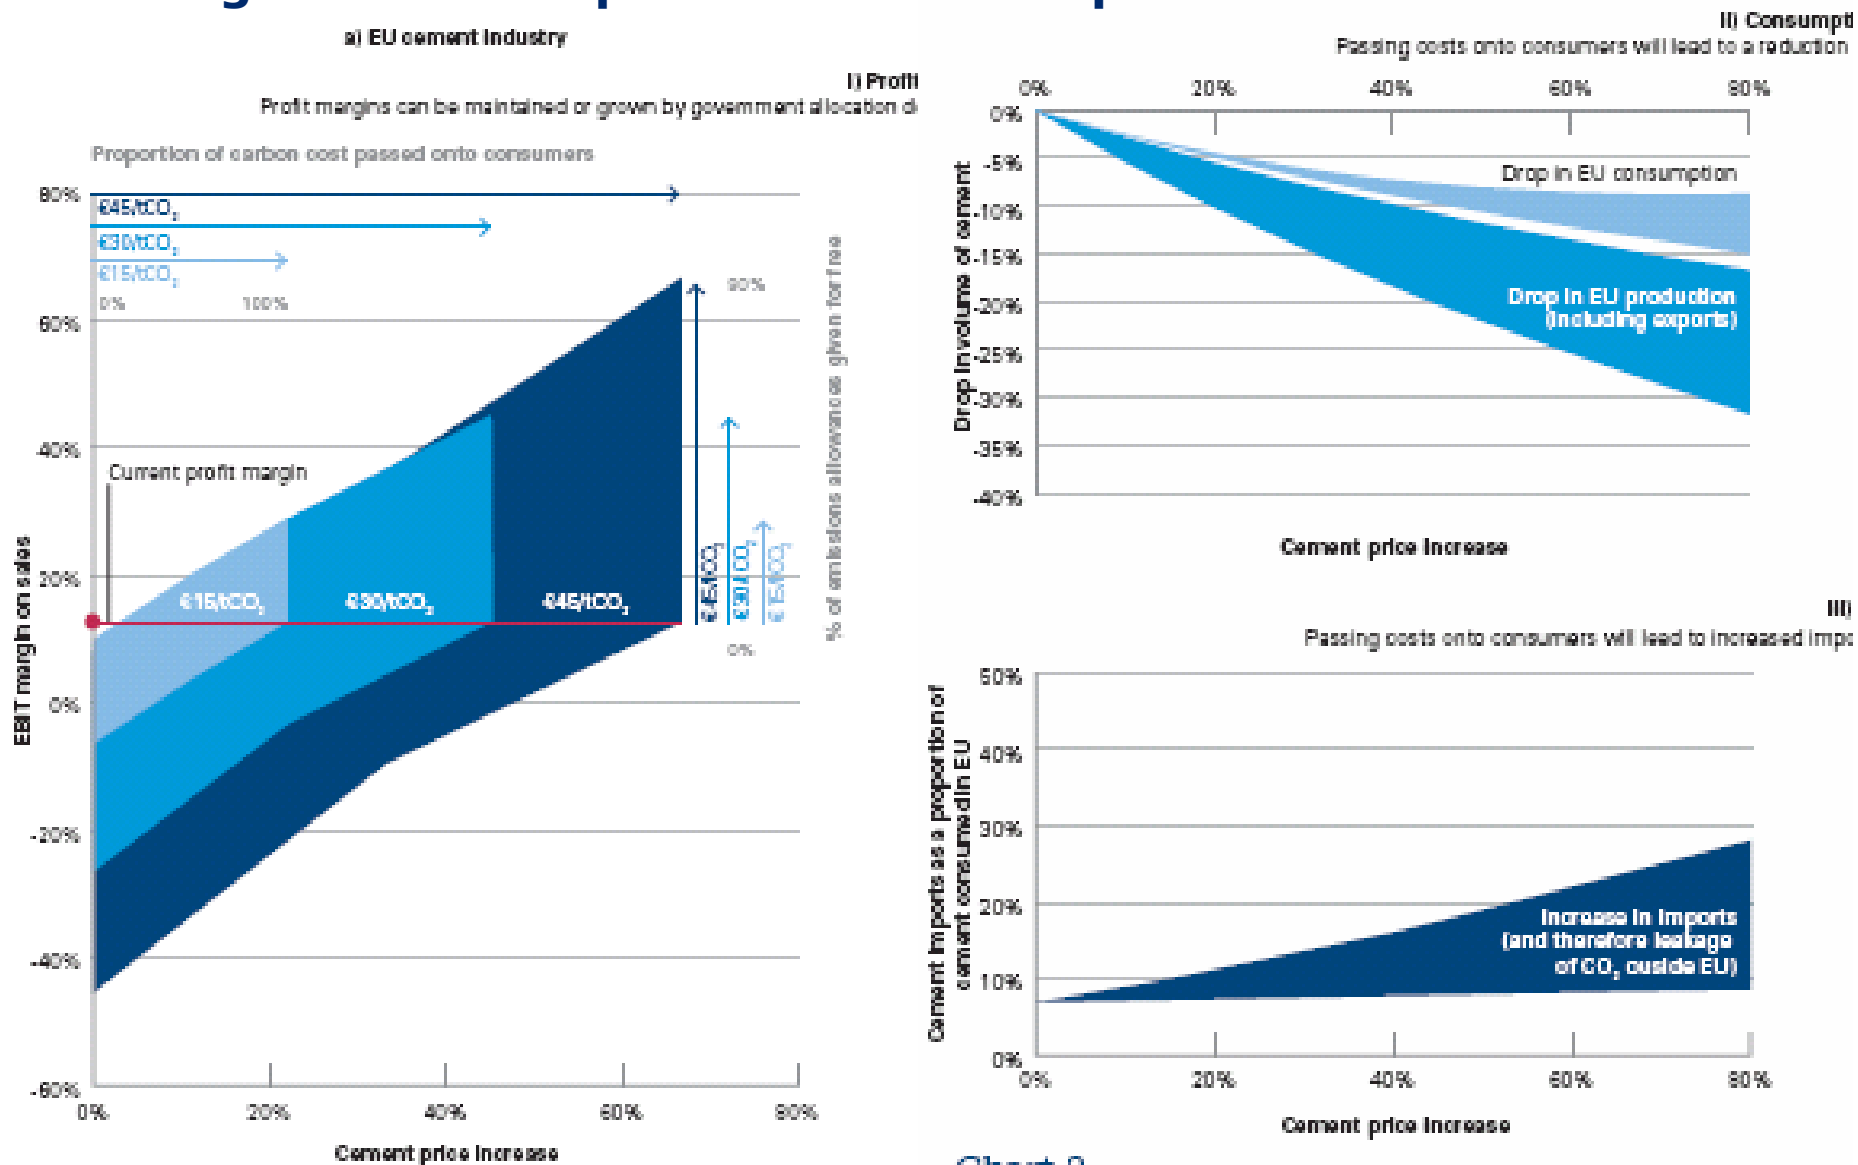 a) EU cement industry
i) Profit
Profit margins can be maintained or grown by government allocation d
Proportion of carbon cost passed onto consumers
80%
€45/tCO2
€30/tCO2
€15/tCO2
0% 100%
60%
90%
40%
Current profit margin
20%
€15/tCO2 €30/tCO2 €45/tCO2
€45/tCO2
€30/tCO2
€15/tCO2
0%
% of emissions allowances given for free
EBIT margin on sales
0%
-20%
-40%
-60%
0% 20% 40% 60% 80%
Cement price increase
ii) Consumpti
Passing costs onto consumers will lead to a reduction
0% 20% 40% 60% 80%
0%
-5%
-10%
-15%
-20%
-25%
-30%
-35%
-40%
Drop in volume of cement
Drop in EU consumption
Drop in EU production
(including exports)
Cement price increase
iii)
Passing costs onto consumers will lead to increased impo
50%
40%
30%
20%
10%
0%
Cement imports as a proportion of
cement consumed in EU
Increase in imports
(and therefore leakage
of CO2 ouside EU)
0% 20% 40% 60% 80%
Cement price increase